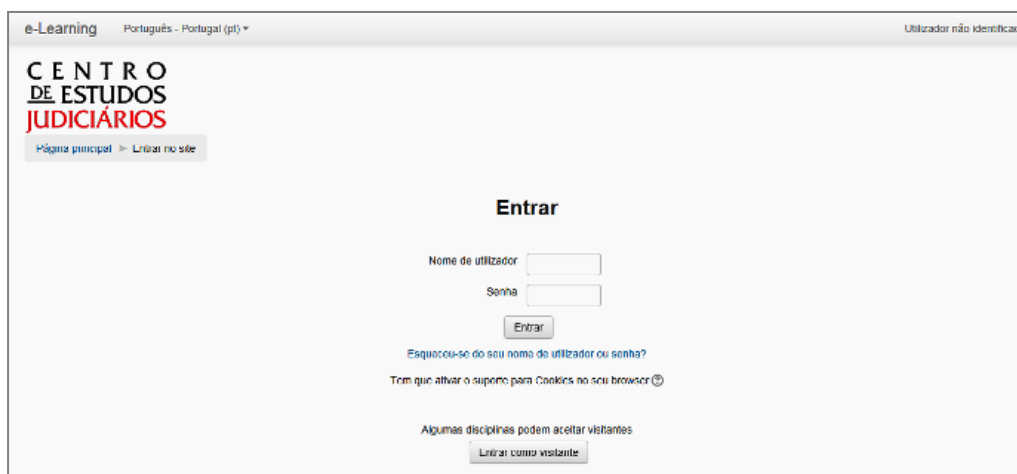 e-Learning Português - Portugal (pt) Utilizador não identificad
CENTRO
DE ESTUDOS
JUDICIÁRIOS
Página principal ► Entrar no site
Entrar
Nome de utilizador
Senha
Entrar
Esqueceu-se do seu nome de utilizador ou senha?
Tem que ativar o suporte para Cookies no seu browser
Algumas disciplinas podem aceitar visitantes
Entrar como visitante